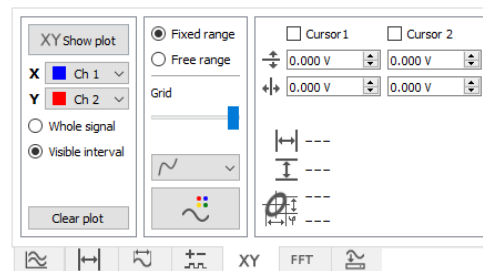 XY Show plot
X Ch 1
Y Ch 2
Whole signal
Visible interval
Clear plot
Fixed range
Free range
Grid
Cursor 1 Cursor 2
0.000 V 0.000 V
0.000 V 0.000 V
---
---
---
φ ---
XY FFT